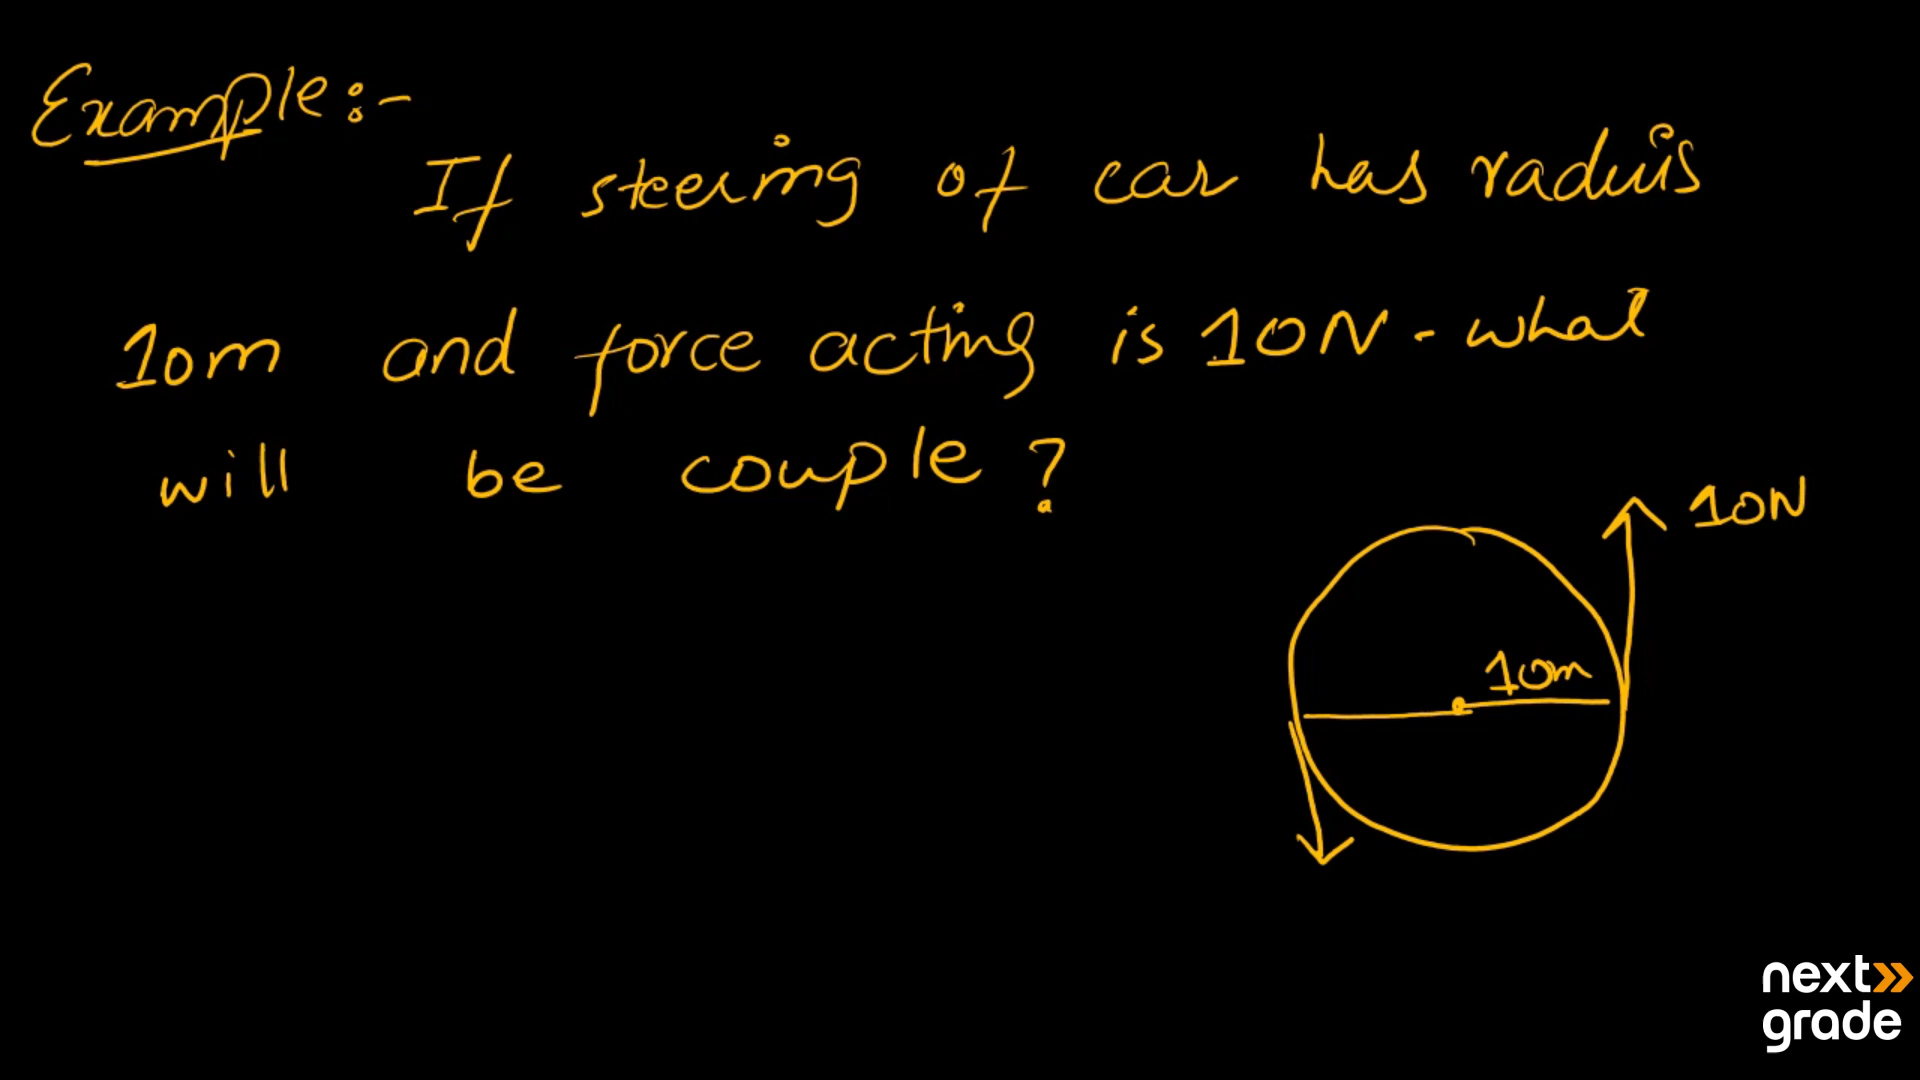 Example:-
If steering of car has radius
10m and force acting is 10N. what
will be couple?
10N
10m
next
grade